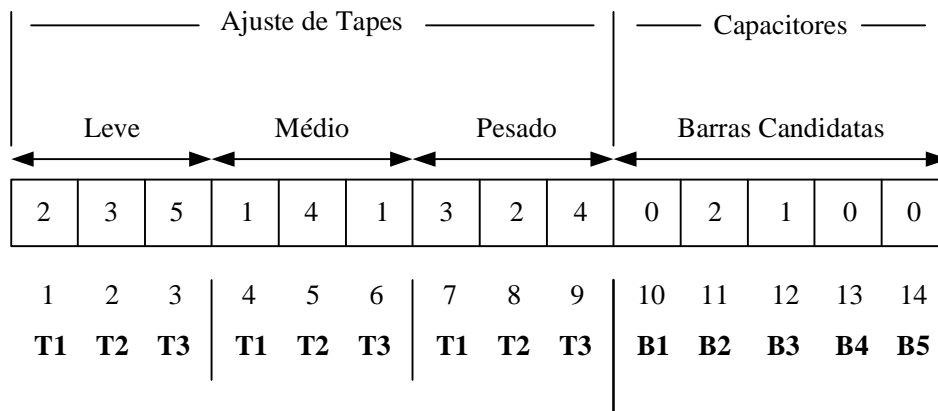 Ajuste de Tapes Capacitores
Leve Médio Pesado Barras Candidatas
2 3 5 1 4 1 3 2 4 0 2 1 0 0
1 2 3 4 5 6 7 8 9 10 11 12 13 14
T1 T2 T3 T1 T2 T3 T1 T2 T3 B1 B2 B3 B4 B5